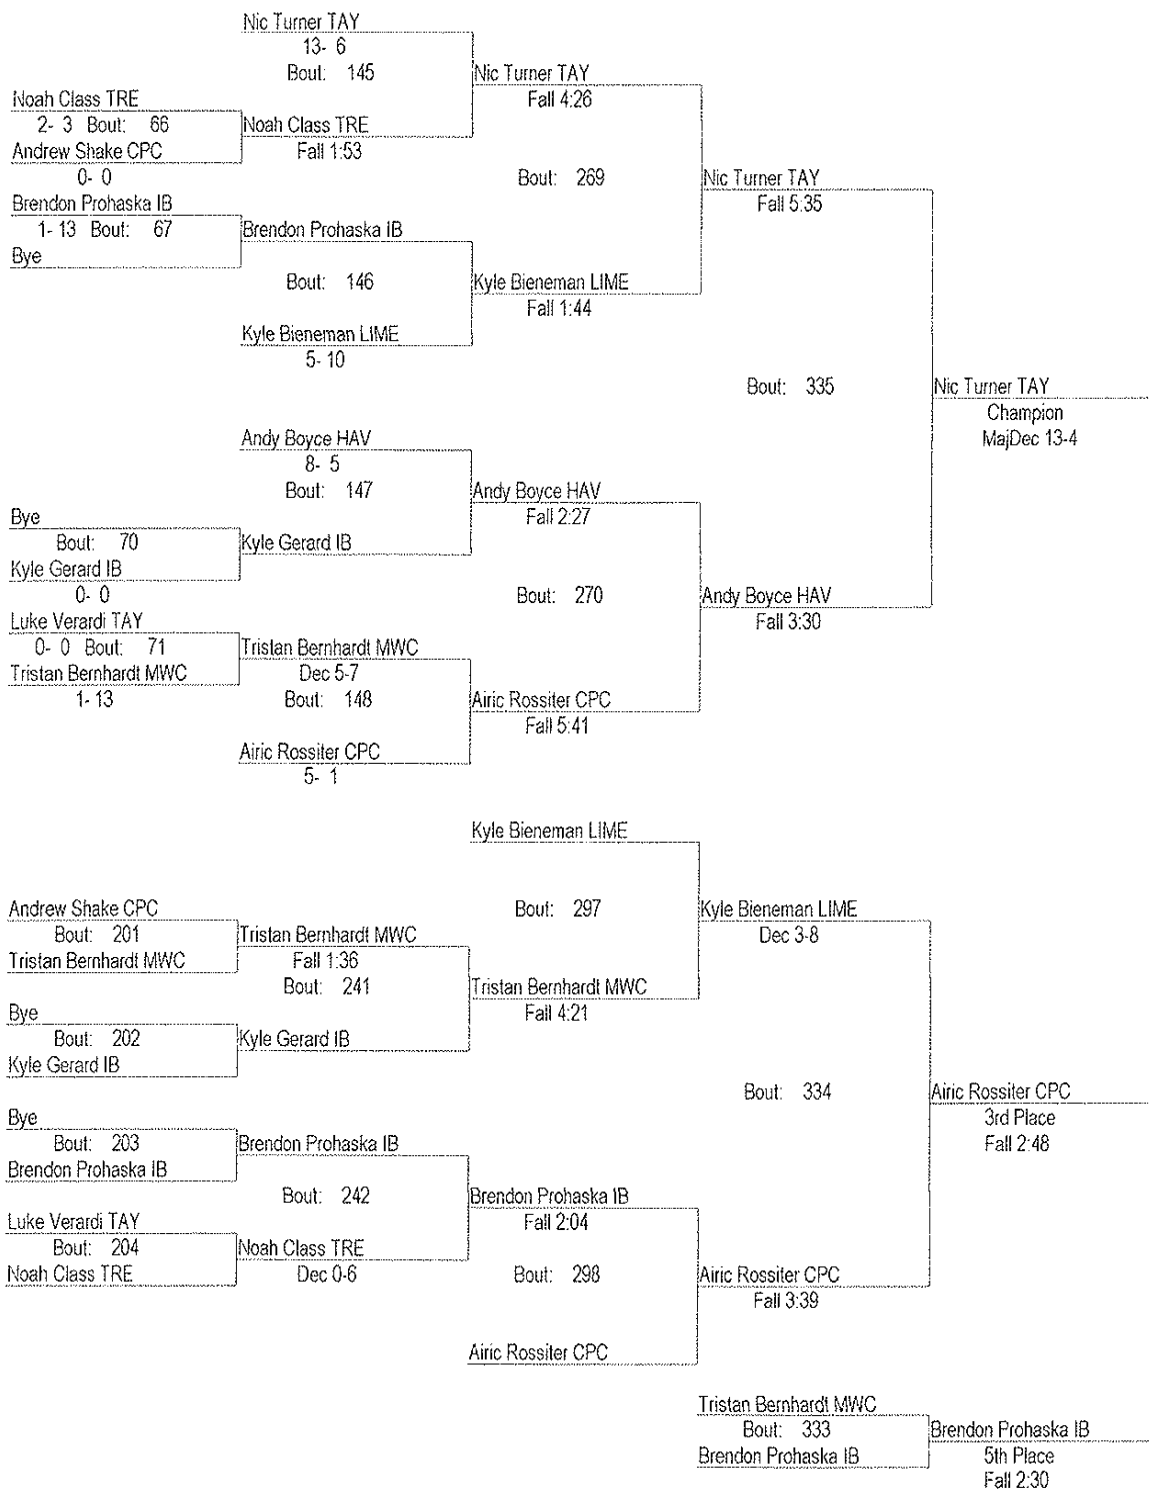 Nic Turner TAY
13- 6
Bout: 145
Nic Turner TAY
Fall 4:26
Noah Class TRE
2- 3 Bout: 66
Noah Class TRE
Fall 1:53
Andrew Shake CPC
0- 0
Bout: 269
Nic Turner TAY
Fall 5:35
Brendon Prohaska IB
1- 13 Bout: 67
Brendon Prohaska IB
Bye
Bout: 146
Kyle Bieneman LIME
Fall 1:44
Kyle Bieneman LIME
5- 10
Bout: 335
Nic Turner TAY
Champion
MajDec 13-4
Andy Boyce HAV
8- 5
Bout: 147
Andy Boyce HAV
Fall 2:27
Bye
Bout: 70
Kyle Gerard IB
Kyle Gerard IB
0- 0
Bout: 270
Andy Boyce HAV
Fall 3:30
Luke Verardi TAY
0- 0 Bout: 71
Tristan Bernhardt MWC
Dec 5-7
Tristan Bernhardt MWC
1- 13
Bout: 148
Airic Rossiter CPC
Fall 5:41
Airic Rossiter CPC
5- 1
Kyle Bieneman LIME
Andrew Shake CPC
Bout: 201
Tristan Bernhardt MWC
Bout: 297
Kyle Bieneman LIME
Dec 3-8
Tristan Bernhardt MWC
Fall 1:36
Bout: 241
Tristan Bernhardt MWC
Fall 4:21
Bye
Bout: 202
Kyle Gerard IB
Kyle Gerard IB
Bout: 334
Airic Rossiter CPC
3rd Place
Fall 2:48
Bye
Bout: 203
Brendon Prohaska IB
Brendon Prohaska IB
Bout: 242
Brendon Prohaska IB
Fall 2:04
Luke Verardi TAY
Bout: 204
Noah Class TRE
Noah Class TRE
Dec 0-6
Bout: 298
Airic Rossiter CPC
Fall 3:39
Airic Rossiter CPC
Tristan Bernhardt MWC
Bout: 333
Brendon Prohaska IB
Brendon Prohaska IB
5th Place
Fall 2:30